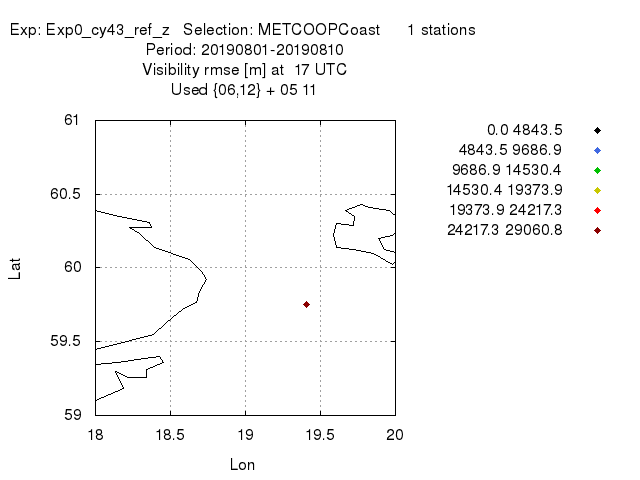 Exp: Exp0_cy43_ref_z   Selection: METCOOPCoast      1 stations
Period: 20190801-20190810
Visibility rmse [m] at  17 UTC
Used {06,12} + 05 11
61
60.5
60
59.5
59
Lat
18 18.5 19 19.5 20
Lon
0.0 4843.5
4843.5 9686.9
9686.9 14530.4
14530.4 19373.9
19373.9 24217.3
24217.3 29060.8